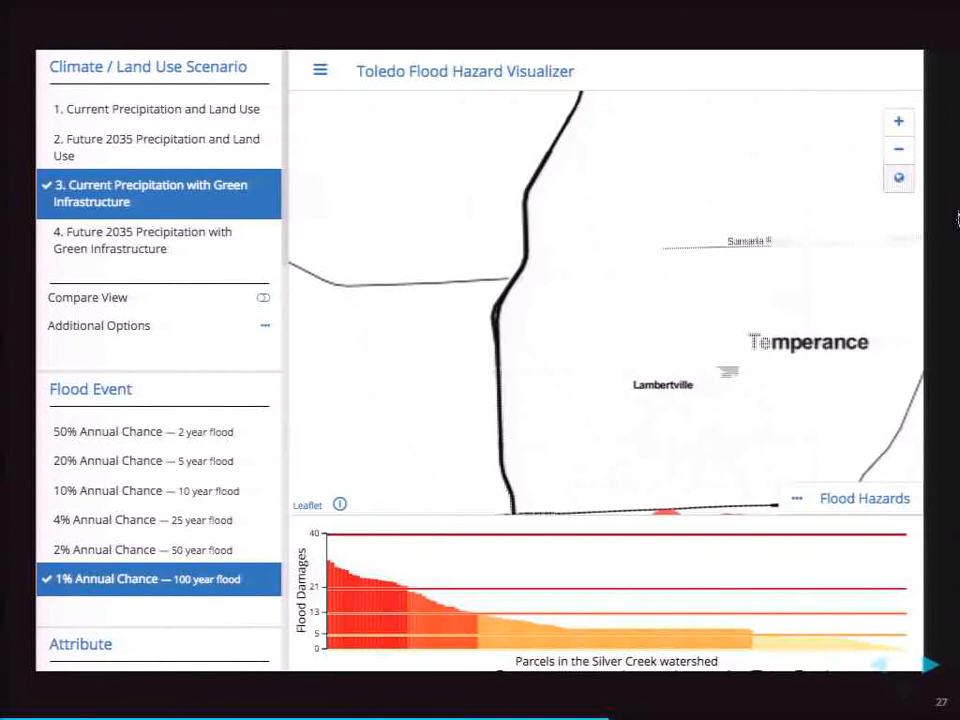 Climate / Land Use Scenario
1. Current Precipitation and Land Use
2. Future 2035 Precipitation and Land
Use
3. Current Precipitation with Green
Infrastructure
4. Future 2035 Precipitation with
Green Infrastructure
Compare View
Additional Options
Flood Event
50% Annual Chance — 2 year flood
20% Annual Chance — 5 year flood
10% Annual Chance — 10 year flood
4% Annual Chance — 25 year flood
2% Annual Chance — 50 year flood
1% Annual Chance — 100 year flood
Attribute
Toledo Flood Hazard Visualizer
+
−
Samaria
Temperance
Lambertville
Leaflet
Flood Hazards
Flood Damages
40
21
13
5
0
Parcels in the Silver Creek watershed
27